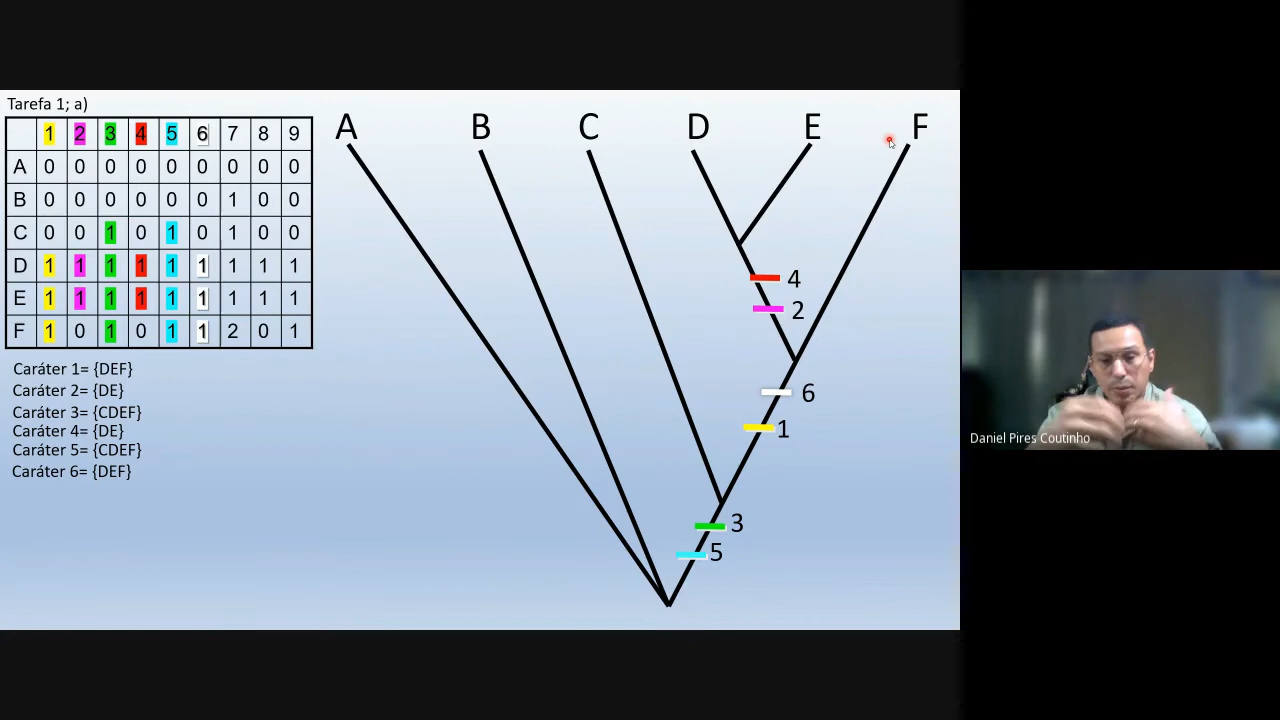 Tarefa 1; a)
1 2 3 4 5 6 7 8 9
A 0 0 0 0 0 0 0 0 0
B 0 0 0 0 0 0 1 0 0
C 0 0 1 0 1 0 1 0 0
D 1 1 1 1 1 1 1 1 1
E 1 1 1 1 1 1 1 1 1
F 1 0 1 0 1 1 2 0 1
Caráter 1= {DEF}
Caráter 2= {DE}
Caráter 3= {CDEF}
Caráter 4= {DE}
Caráter 5= {CDEF}
Caráter 6= {DEF}
A B C D E F
4
2
6
1
3
5
Daniel Pires Coutinho